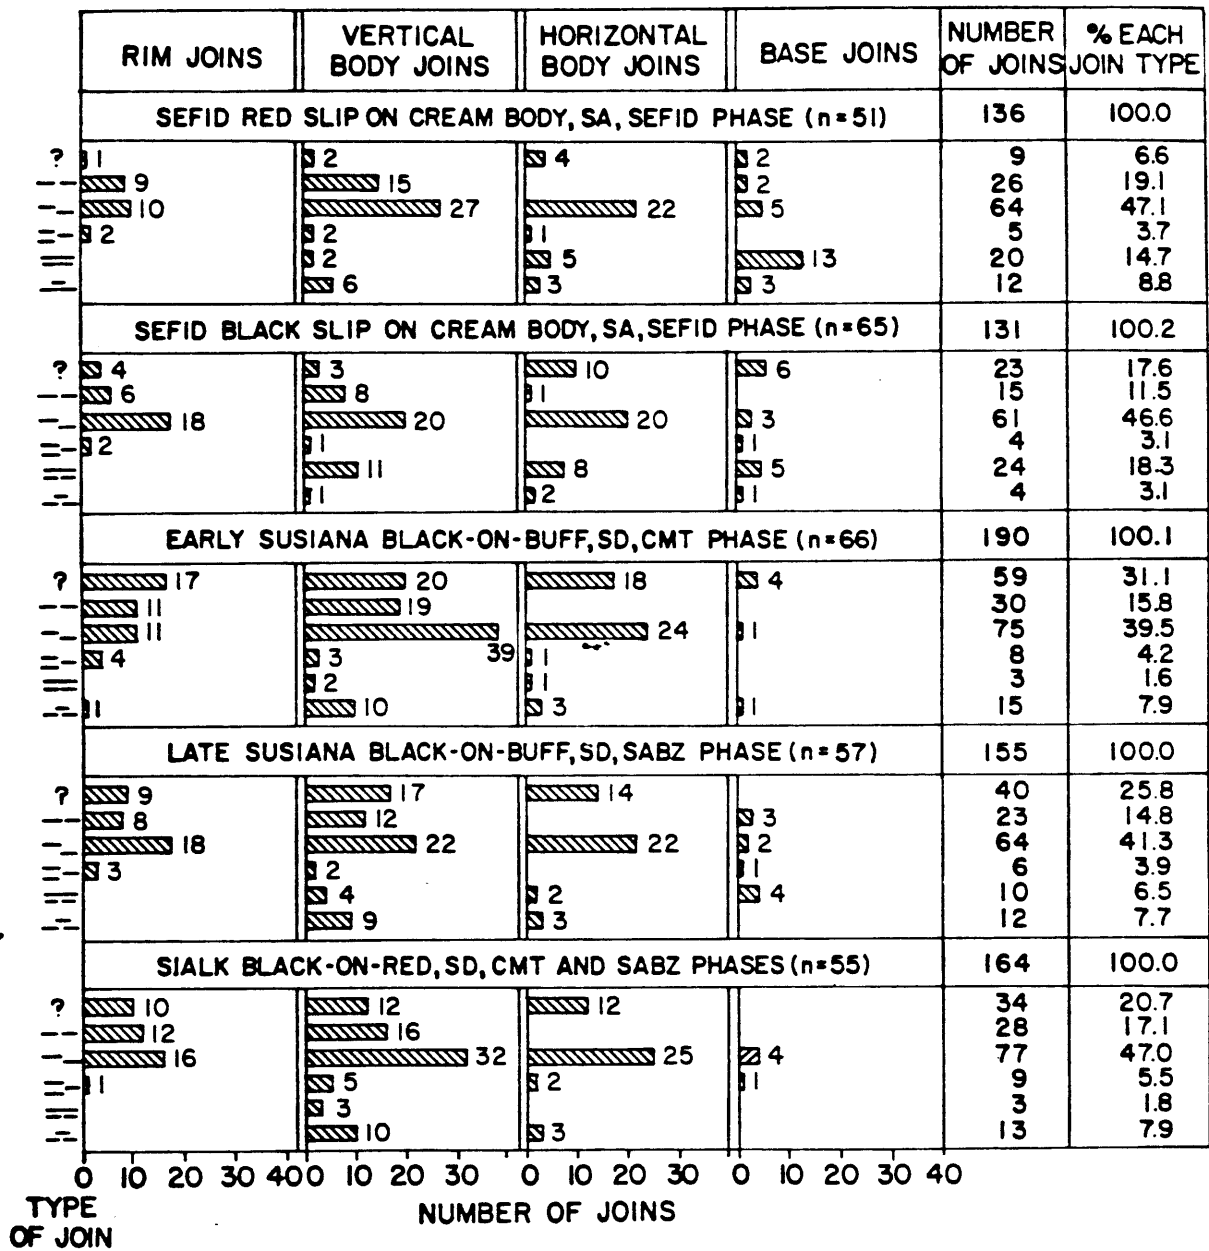 RIM JOINS
VERTICAL
BODY JOINS
HORIZONTAL
BODY JOINS
BASE JOINS
NUMBER
OF JOINS
% EACH
JOIN TYPE
SEFID RED SLIP ON CREAM BODY, SA, SEFID PHASE (n=51) 136 100.0
? 1 2 4 2 9 6.6
-- 9 15 2 26 19.1
-_ 10 27 22 5 64 47.1
=- 2 2 1 5 3.7
== 2 5 13 20 14.7
_-_ 6 3 3 12 8.8
SEFID BLACK SLIP ON CREAM BODY, SA, SEFID PHASE (n=65) 131 100.2
? 4 3 10 6 23 17.6
-- 6 8 1 15 11.5
-_ 18 20 20 3 61 46.6
=- 2 1 1 4 3.1
== 11 8 5 24 18.3
_-_ 1 2 1 4 3.1
EARLY SUSIANA BLACK-ON-BUFF, SD, CMT PHASE (n=66) 190 100.1
? 17 20 18 4 59 31.1
-- 11 19 30 15.8
-_ 11 39 24 1 75 39.5
=- 4 3 1 8 4.2
== 2 1 3 1.6
_-_ 1 10 3 1 15 7.9
LATE SUSIANA BLACK-ON-BUFF, SD, SABZ PHASE (n=57) 155 100.0
? 9 17 14 40 25.8
-- 8 12 3 23 14.8
-_ 18 22 22 2 64 41.3
=- 3 2 1 6 3.9
== 4 2 4 10 6.5
_-_ 9 3 12 7.7
SIALK BLACK-ON-RED, SD, CMT AND SABZ PHASES (n=55) 164 100.0
? 10 12 12 34 20.7
-- 12 16 28 17.1
-_ 16 32 25 4 77 47.0
=- 1 5 2 1 9 5.5
== 3 3 1.8
_-_ 10 3 13 7.9
0 10 20 30 40 0 10 20 30 0 10 20 30 0 10 20 30 40
TYPE
OF JOIN
NUMBER OF JOINS